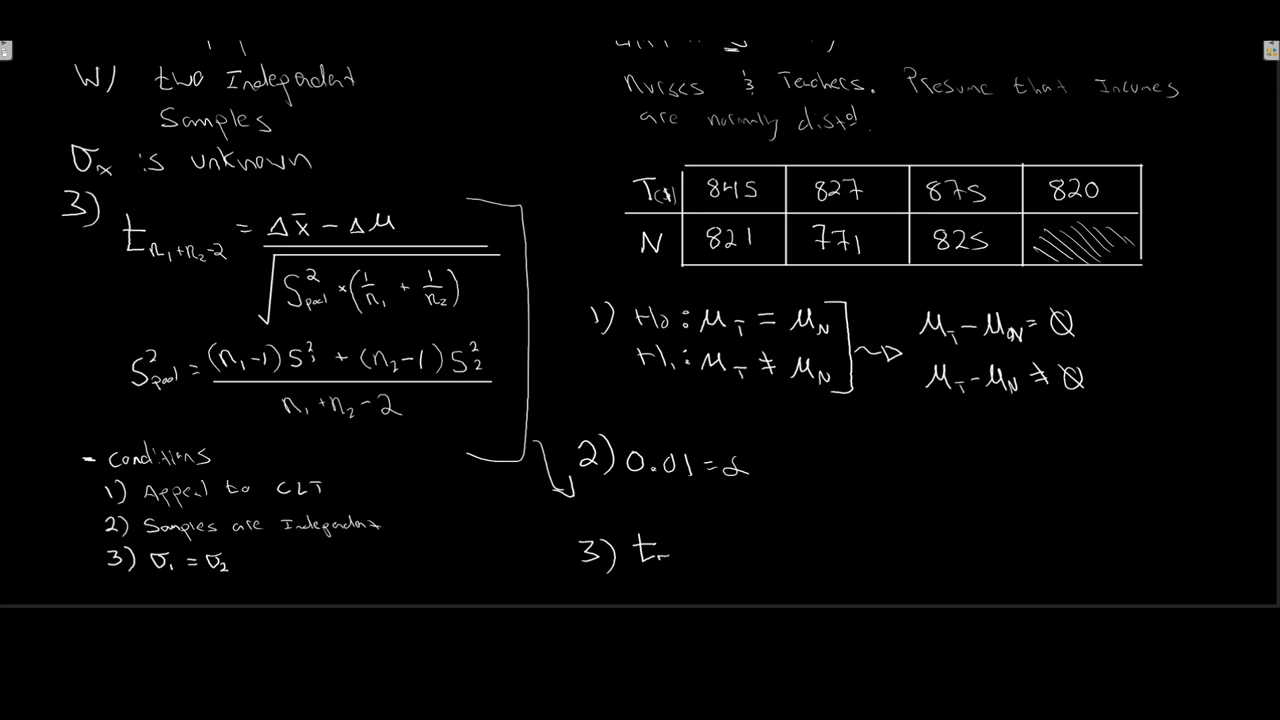 W/ two Independent
Samples
σx is unknown
3)
t n₁+n₂-2 = Δx̄ - Δμ
√ S²pool × (1/n₁ + 1/n₂)
S²pool = (n₁-1)S²₁ + (n₂-1)S²₂
n₁+n₂-2
- Conditions
1) Appeal to CLT
2) Samples are Independent
3) σ₁ = σ₂
Nurses & Teachers. Presume that Incomes
are normally distd.
845 827 875 820
N 821 771 825
1) H₀: μT = μN
H₁: μT ≠ μN
μT - μN = 0
μT - μN ≠ 0
2) 0.01 = α
3) t